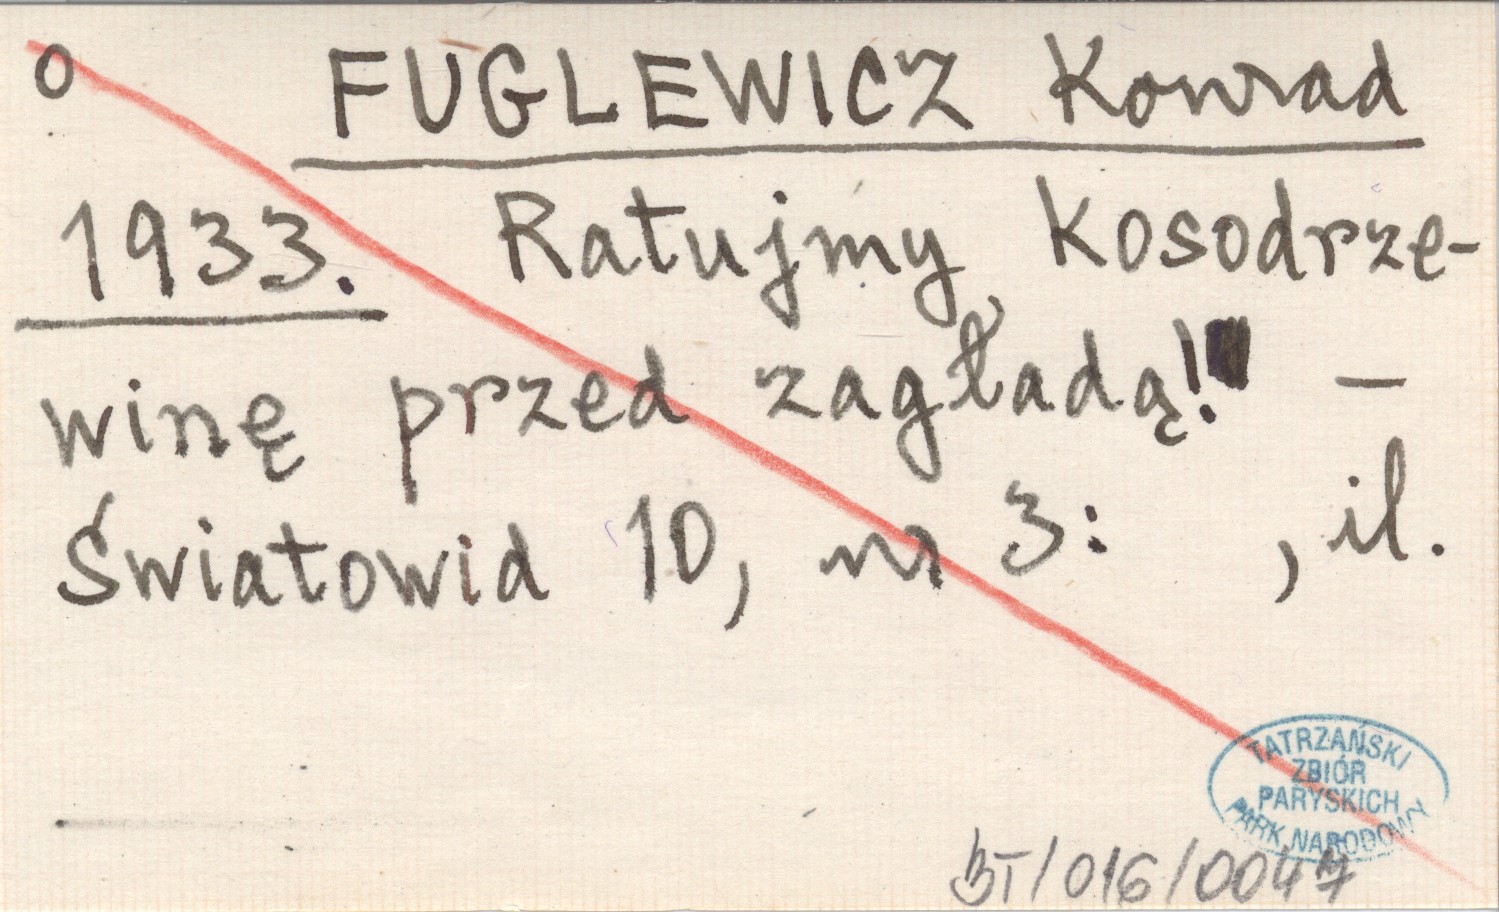 o FUGLEWICZ Konrad
1933. Ratujmy kosodrze-
winę przed zagładą! —
Światowid 10, nr 3: , il.
TATRZAŃSKI
ZBIÓR
PARYSKICH
PARK NARODOWY
BT/016/0047